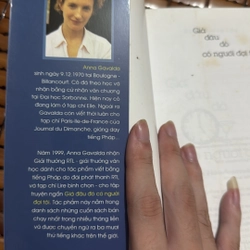 Anna Gavalda
sinh ngày 9.12.1970 tại Boulogne -
Billancourt. Cô đã theo học và
nhận bằng cử nhân văn chương
tại Đại học Sorbonne. Hiện nay cô
đang làm ở tạp chí Elle. Ngoài ra
Gavalda còn viết thời luận cho
tạp chí Paris-Ile-de-France của
Journal du Dimanche, giảng dạy
tiếng Pháp...
Năm 1999, Anna Gavalda nhận
Giải thưởng RTL - giải thưởng văn
học dành cho tác phẩm viết bằng
tiếng Pháp do đài phát thanh RTL
và tạp chí Lire bình chọn - cho tập
truyện ngắn Giá đâu đó có người
đợi tôi. Tác phẩm này nằm trong
danh sách những cuốn sách bán
chạy nhất trong nhiều tháng liền
và được chuyển ngữ ra ba mươi
thứ tiếng khác trên thế giới.
Giá
đâu
đó
có người đợi